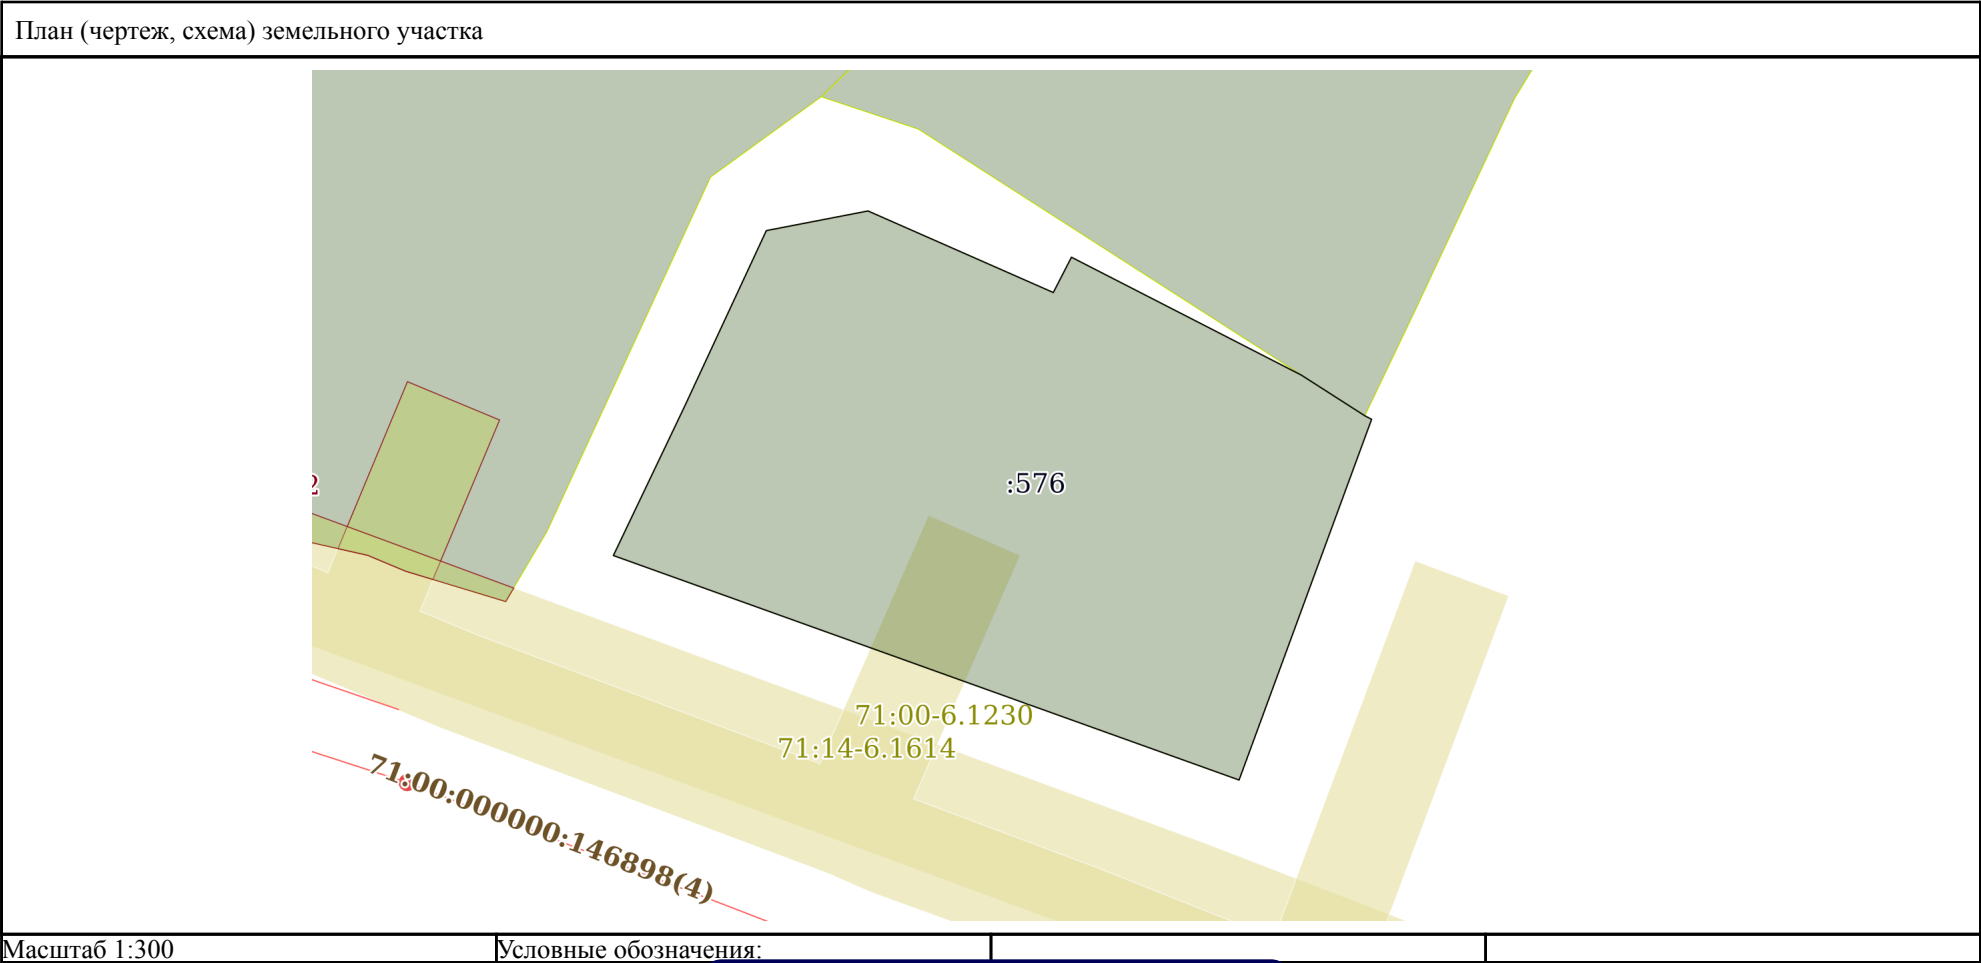 План (чертеж, схема) земельного участка
:576
2
71:00-6.1230
71:14-6.1614
71:00:000000:146898(4)
Масштаб 1:300
Условные обозначения: